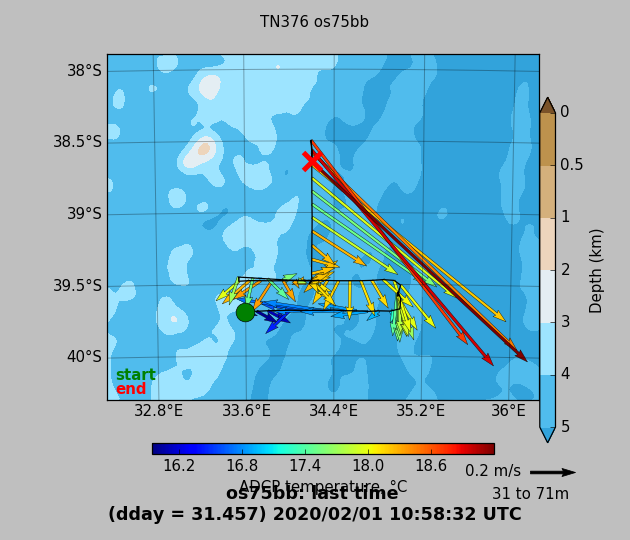 TN376 os75bb
38°S
38.5°S
39°S
39.5°S
40°S
start
end
32.8°E 33.6°E 34.4°E 35.2°E 36°E
0
0.5
1
2
3
4
5
Depth (km)
16.2 16.8 17.4 18.0 18.6
ADCP temperature, °C
0.2 m/s
31 to 71m
os75bb: last time
(dday = 31.457) 2020/02/01 10:58:32 UTC